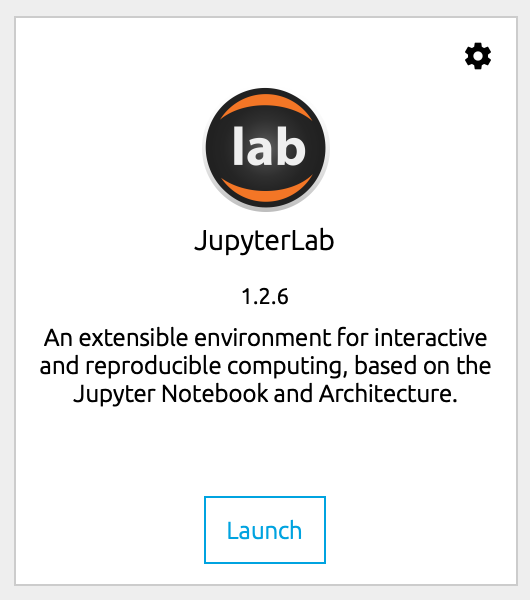 lab
JupyterLab
1.2.6
An extensible environment for interactive
and reproducible computing, based on the
Jupyter Notebook and Architecture.
Launch